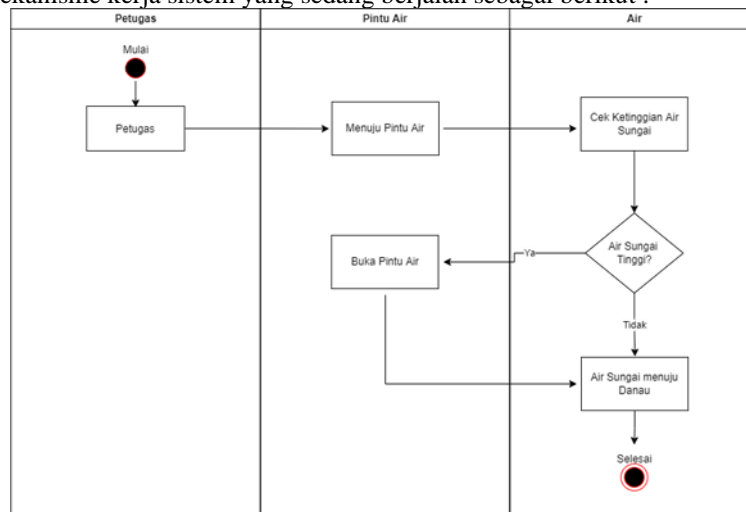 ekanisme kerja sistem yang sedang berjalan sebagai berikut :
Petugas
Pintu Air
Air
Mulai
Petugas
Menuju Pintu Air
Cek Ketinggian Air
Sungai
Air Sungai
Tinggi?
Ya
Buka Pintu Air
Tidak
Air Sungai menuju
Danau
Selesai